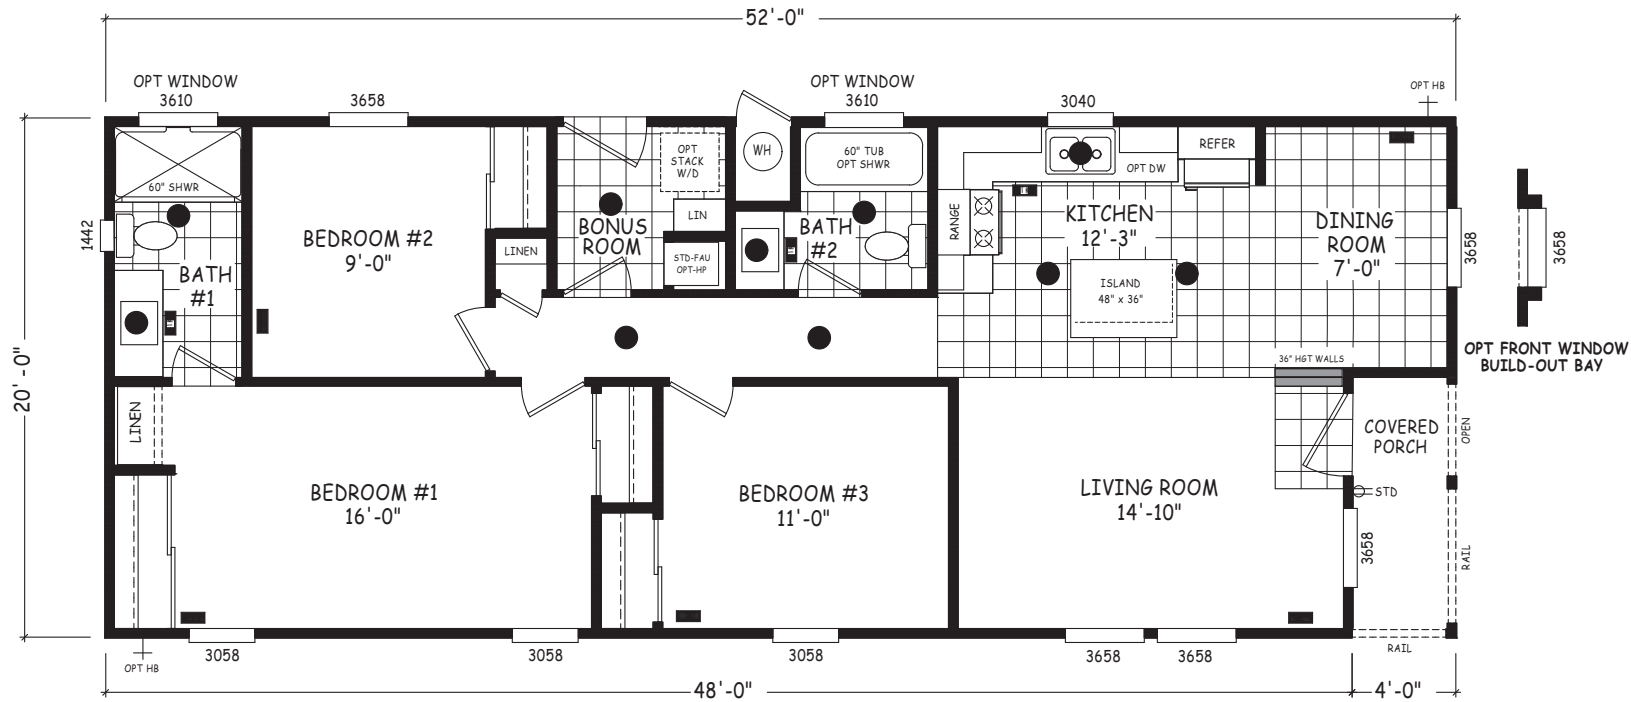 52'-0"
OPT WINDOW
3610
3658
OPT WINDOW
3610
3040
OPT HB
60" SHWR
OPT
STACK
W/D
WH
60" TUB
OPT SHWR
OPT DW
REFER
1442
BATH
#1
BEDROOM #2
9'-0"
LINEN
BONUS
ROOM
LIN
STD-FAU
OPT-HP
BATH
#2
RANGE
KITCHEN
12'-3"
ISLAND
48" x 36"
DINING
ROOM
7'-0"
3658
3658
OPT FRONT WINDOW
BUILD-OUT BAY
36" HGT WALLS
20'-0"
LINEN
BEDROOM #1
16'-0"
BEDROOM #3
11'-0"
LIVING ROOM
14'-10"
COVERED
PORCH
OPEN
STD
3658
RAIL
RAIL
OPT HB
3058
3058
3058
3658
3658
48'-0"
4'-0"